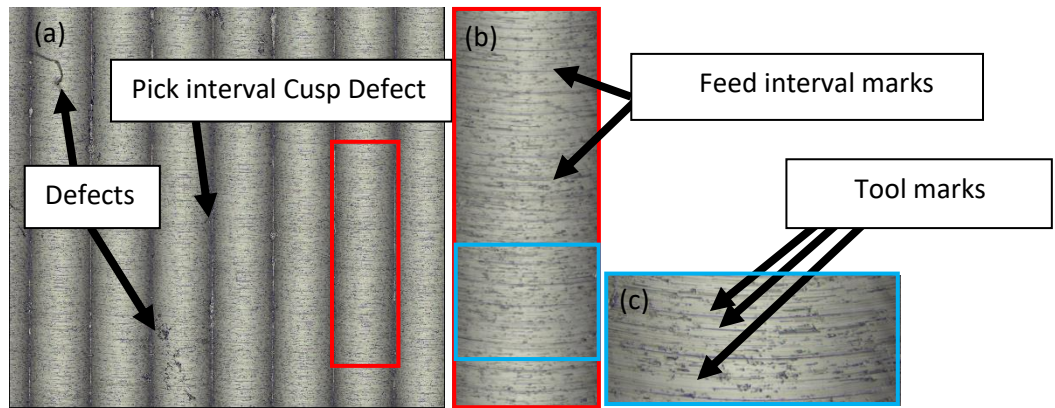 (a)
Pick interval Cusp Defect
Defects
(b)
Feed interval marks
Tool marks
(c)